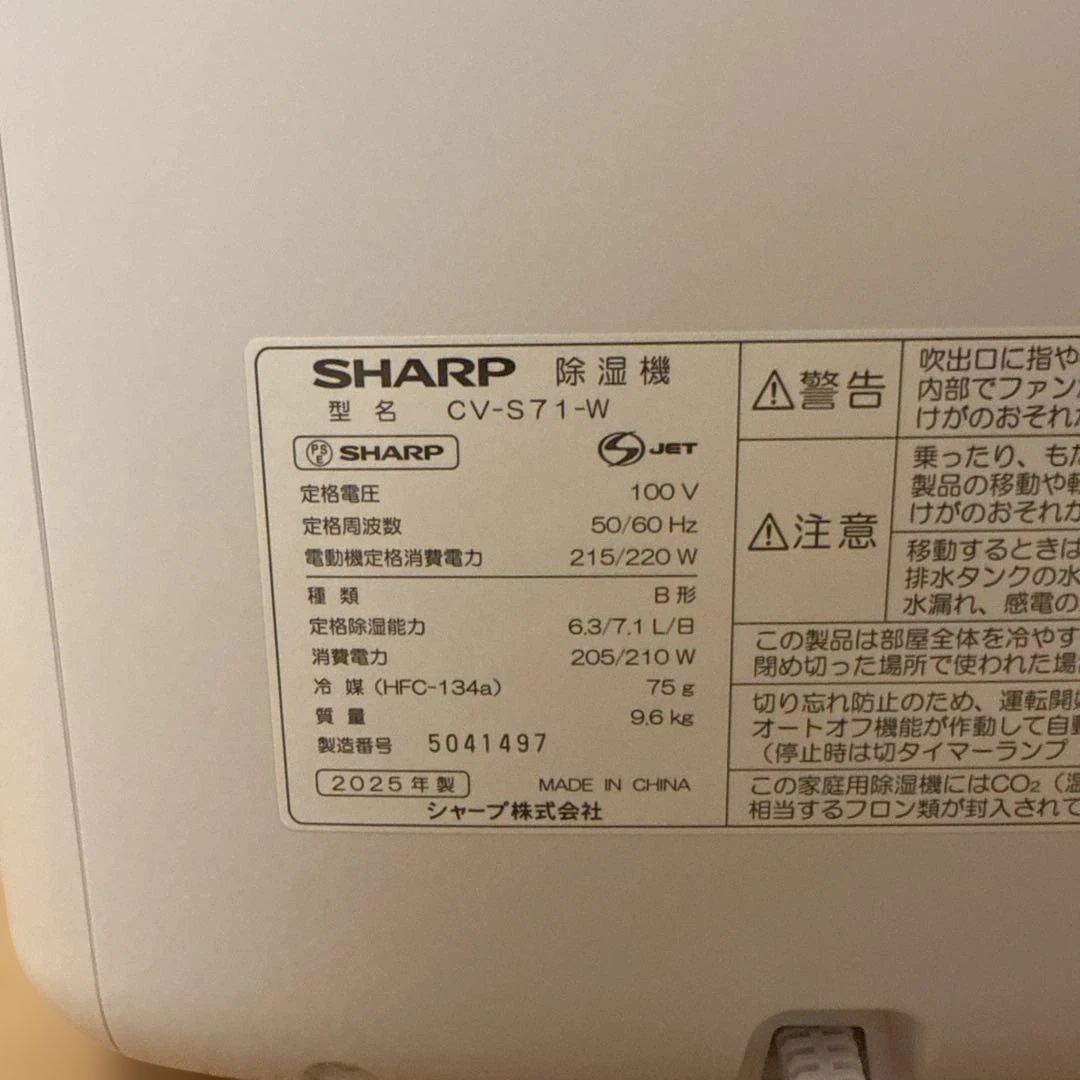 SHARP 除湿機
型名 CV-S71-W
PSE SHARP
S JET
定格電圧 100 V
定格周波数 50/60 Hz
電動機定格消費電力 215/220 W
種類 B形
定格除湿能力 6.3/7.1 L/日
消費電力 205/210 W
冷媒(HFC-134a) 75 g
質量 9.6 kg
製造番号 5041497
2025年製 MADE IN CHINA
シャープ株式会社
⚠警告
吹出口に指や
内部でファン
けがのおそれ
⚠注意
乗ったり、もた
製品の移動や転
けがのおそれが
移動するときは
排水タンクの水
水漏れ、感電の
この製品は部屋全体を冷やす
閉め切った場所で使われた場
切り忘れ防止のため、運転開始
オートオフ機能が作動して自動
(停止時は切タイマーランプ
この家庭用除湿機にはCO₂(温
相当するフロン類が封入されて